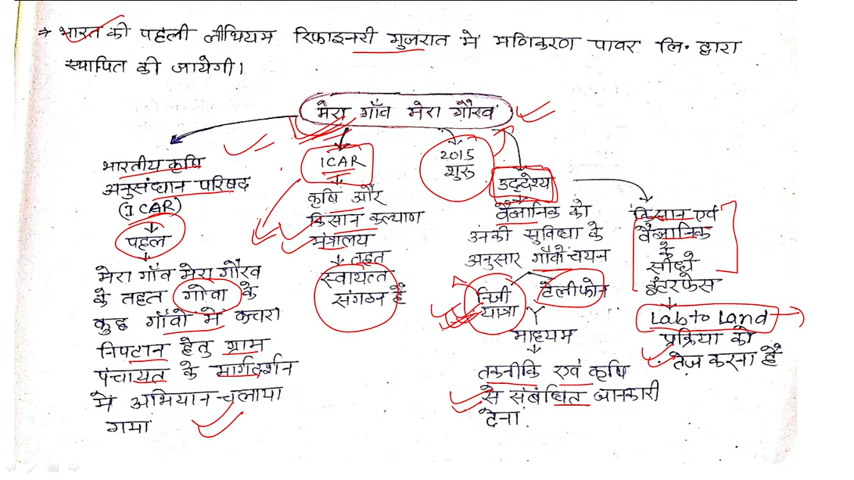 → भारत की पहली लीथियम रिफाइनरी गुजरात में मणिकरण पावर लि॰ द्वारा
स्थापित की जायेगी।
मेरा गाँव मेरा गौरव
भारतीय कृषि
अनुसंधान परिषद
(ICAR)
पहल
मेरा गाँव मेरा गौरव
के तहत गोवा के
कुछ गाँवो में कचरा
निपटान हेतु ग्राम
पंचायत के मार्गदर्शन
में अभियान चलाया
गया
ICAR
कृषि और
किसान कल्याण
मंत्रालय
तहत
स्वायत्त
संगठन है
2015
शुरू
उद्देश्य
वैज्ञानिक को
उनकी सुविधा के
अनुसार गाँवो चयन
निजी
यात्रा
टेलीफोन
माध्यम
तकनीकि एवं कृषि
से संबंधित जानकारी
देना
किसान एवं
वैज्ञानिक
के
सीधे
इंटरफेस
Lab to Land
प्रक्रिया को
तेज करना है